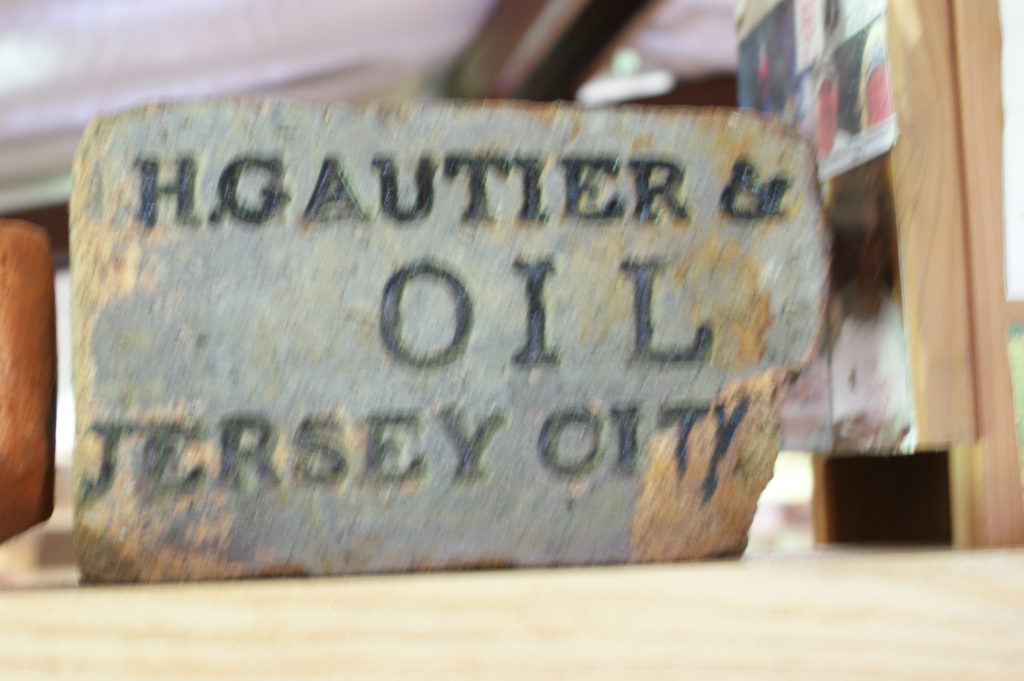 H.GAUTIER &
OIL
JERSEY CITY